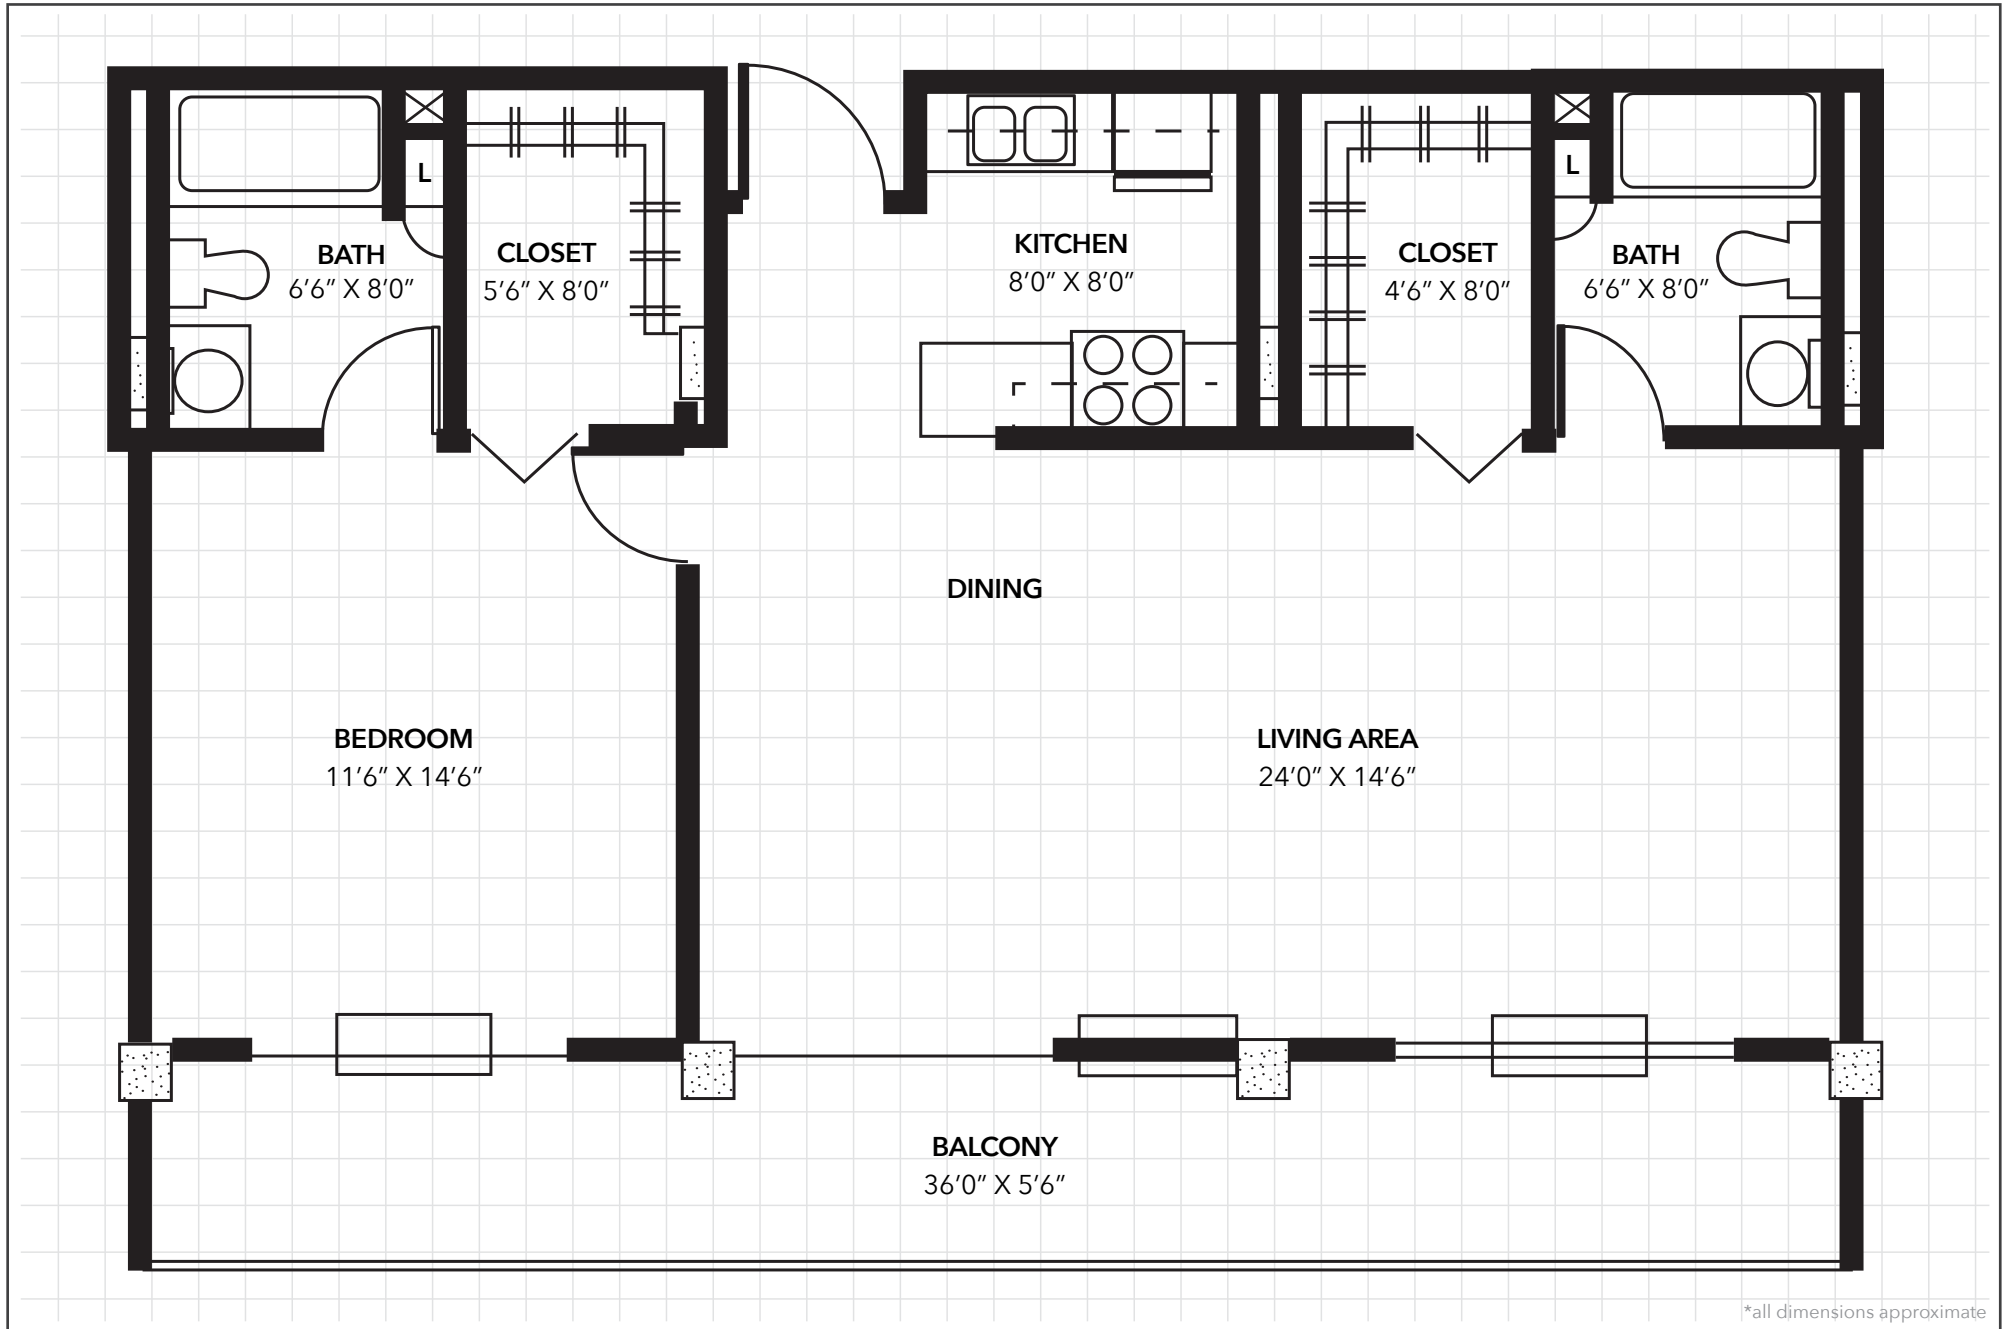 L
L
BATH
6’6” X 8’0”
CLOSET
5’6” X 8’0”
KITCHEN
8’0” X 8’0”
CLOSET
4’6” X 8’0”
BATH
6’6” X 8’0”
DINING
BEDROOM
11’6” X 14’6”
LIVING AREA
24’0” X 14’6”
BALCONY
36’0” X 5’6”
*all dimensions approximate